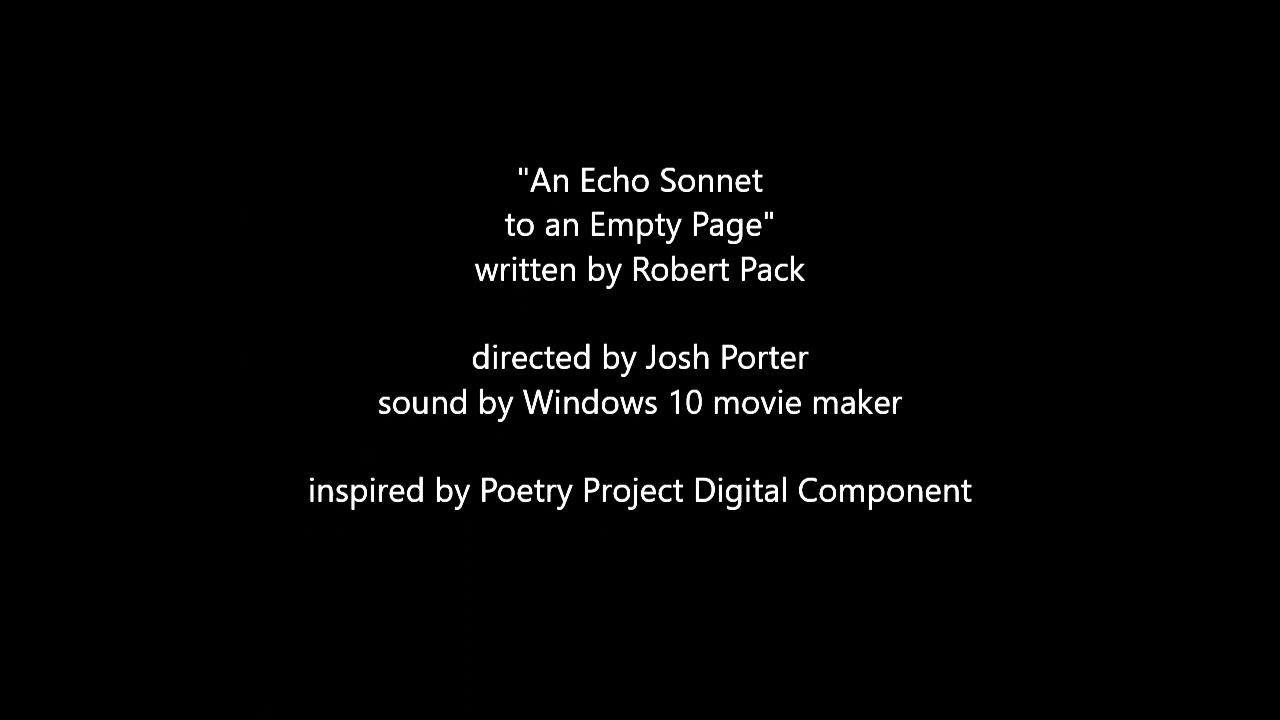 "An Echo Sonnet
to an Empty Page"
written by Robert Pack
directed by Josh Porter
sound by Windows 10 movie maker
inspired by Poetry Project Digital Component